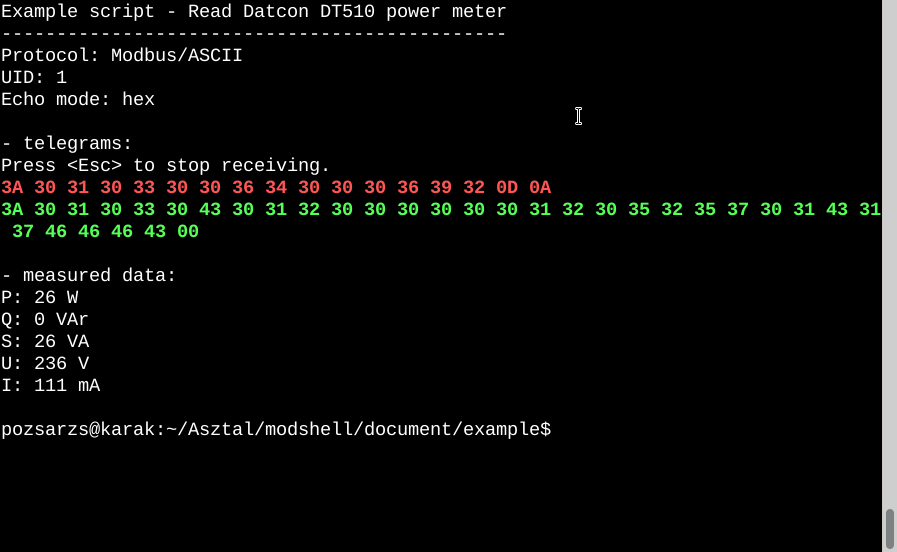 Example script - Read Datcon DT510 power meter
----------------------------------------------
Protocol: Modbus/ASCII
UID: 1
Echo mode: hex
- telegrams:
Press <Esc> to stop receiving.
3A 30 31 30 33 30 30 36 34 30 30 30 36 39 32 0D 0A
3A 30 31 30 33 30 43 30 31 32 30 30 30 30 30 30 31 32 30 35 32 35 37 30 31 43 31
37 46 46 46 43 00
- measured data:
P: 26 W
Q: 0 VAr
S: 26 VA
U: 236 V
I: 111 mA
pozsarzs@karak:~/Asztal/modshell/document/example$